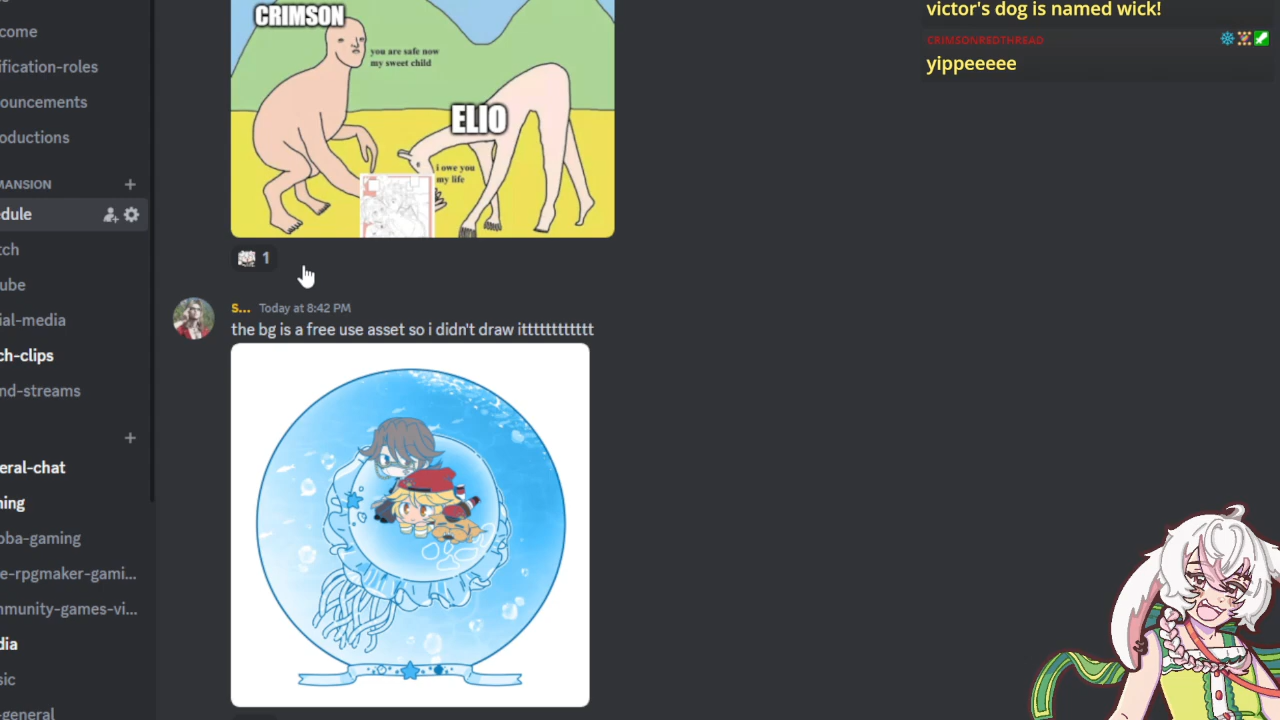 come
ification-roles
ouncements
oductions
MANSION
edule
tch
ube
ial-media
ch-clips
nd-streams
eral-chat
ning
oba-gaming
e-rpgmaker-gami...
mmunity-games-vi...
dia
sic
-general
CRIMSON
you are safe now
my sweet child
ELIO
i owe you
my life
1
S... Today at 8:42 PM
the bg is a free use asset so i didn't draw itttttttttttt
victor's dog is named wick!
CRIMSONREDTHREAD
yippeeeee